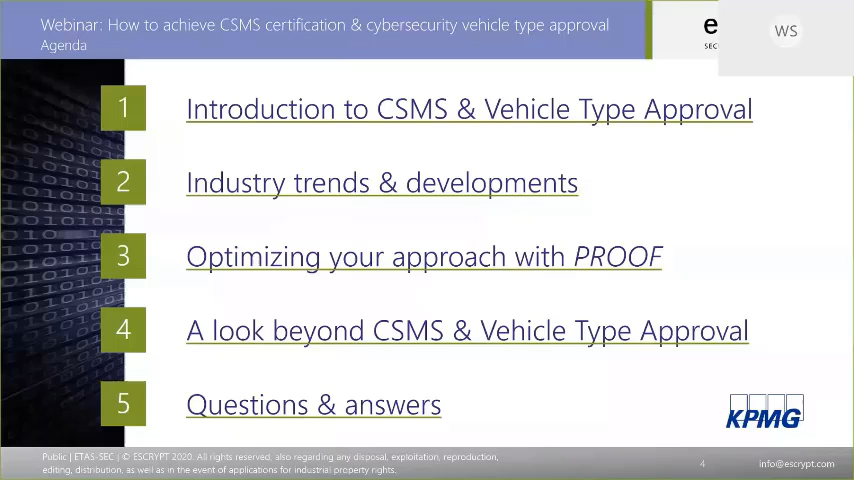 Webinar: How to achieve CSMS certification & cybersecurity vehicle type approval
Agenda
WS
1 Introduction to CSMS & Vehicle Type Approval
2 Industry trends & developments
3 Optimizing your approach with PROOF
4 A look beyond CSMS & Vehicle Type Approval
5 Questions & answers
KPMG
Public | ETAS-SEC | © ESCRYPT 2020. All rights reserved, also regarding any disposal, exploitation, reproduction,
editing, distribution, as well as in the event of applications for industrial property rights.
4
info@escrypt.com